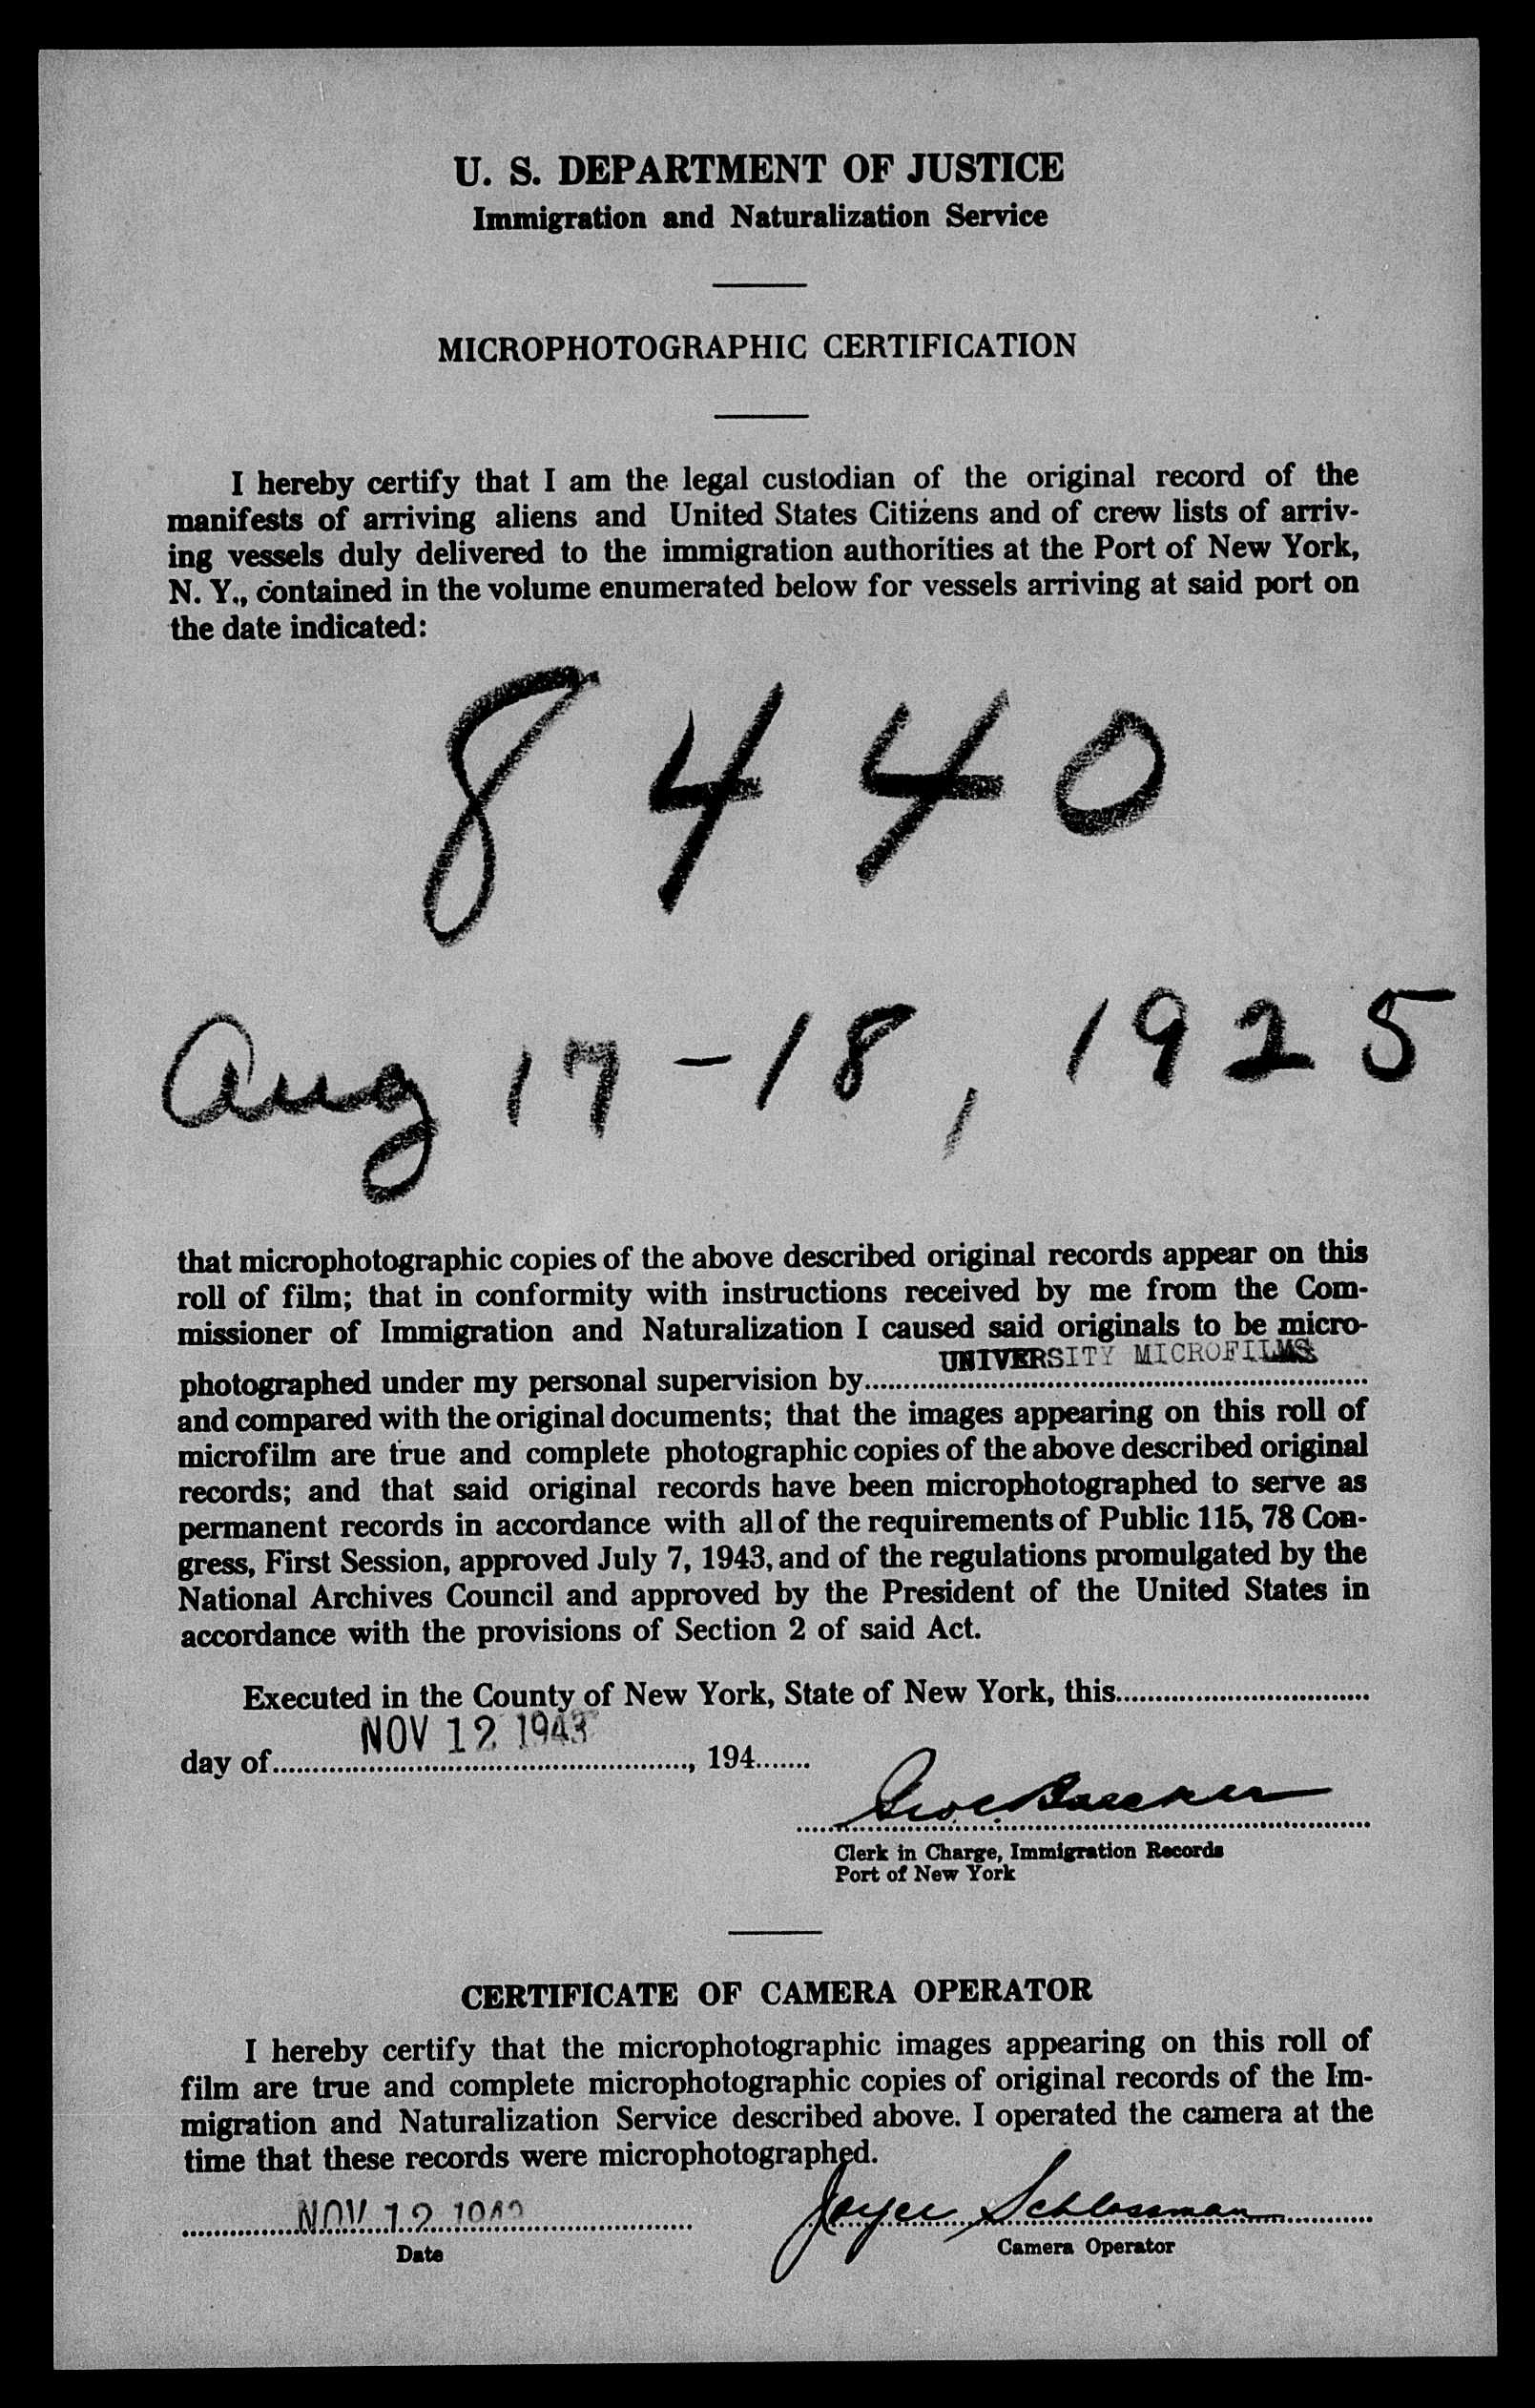 U. S. DEPARTMENT OF JUSTICE
Immigration and Naturalization Service
MICROPHOTOGRAPHIC CERTIFICATION
I hereby certify that I am the legal custodian of the original record of the
manifests of arriving aliens and United States Citizens and of crew lists of arriv-
ing vessels duly delivered to the immigration authorities at the Port of New York,
N. Y., contained in the volume enumerated below for vessels arriving at said port on
the date indicated:
8440
Aug 17-18, 1925
that microphotographic copies of the above described original records appear on this
roll of film; that in conformity with instructions received by me from the Com-
missioner of Immigration and Naturalization I caused said originals to be micro-
UNIVERSITY MICROFILMS
photographed under my personal supervision by
and compared with the original documents; that the images appearing on this roll of
microfilm are true and complete photographic copies of the above described original
records; and that said original records have been microphotographed to serve as
permanent records in accordance with all of the requirements of Public 115, 78 Con-
gress, First Session, approved July 7, 1943, and of the regulations promulgated by the
National Archives Council and approved by the President of the United States in
accordance with the provisions of Section 2 of said Act.
Executed in the County of New York, State of New York, this
NOV 12 1943
day of , 194
Clerk in Charge, Immigration Records
Port of New York
CERTIFICATE OF CAMERA OPERATOR
I hereby certify that the microphotographic images appearing on this roll of
film are true and complete microphotographic copies of original records of the Im-
migration and Naturalization Service described above. I operated the camera at the
time that these records were microphotographed.
NOV 12 1943 Joyce Schlossman
Date Camera Operator